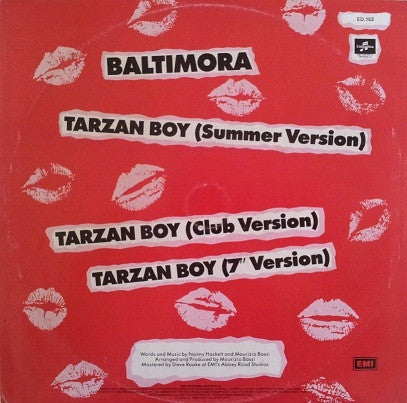 ED. 153
BALTIMORA
TARZAN BOY (Summer Version)
TARZAN BOY (Club Version)
TARZAN BOY (7" Version)
Words and Music by Naimy Hackett and Maurizio Bassi
Arranged and Produced by Maurizio Bassi
Mastered by Steve Rooke at EMI's Abbey Road Studios
EMI